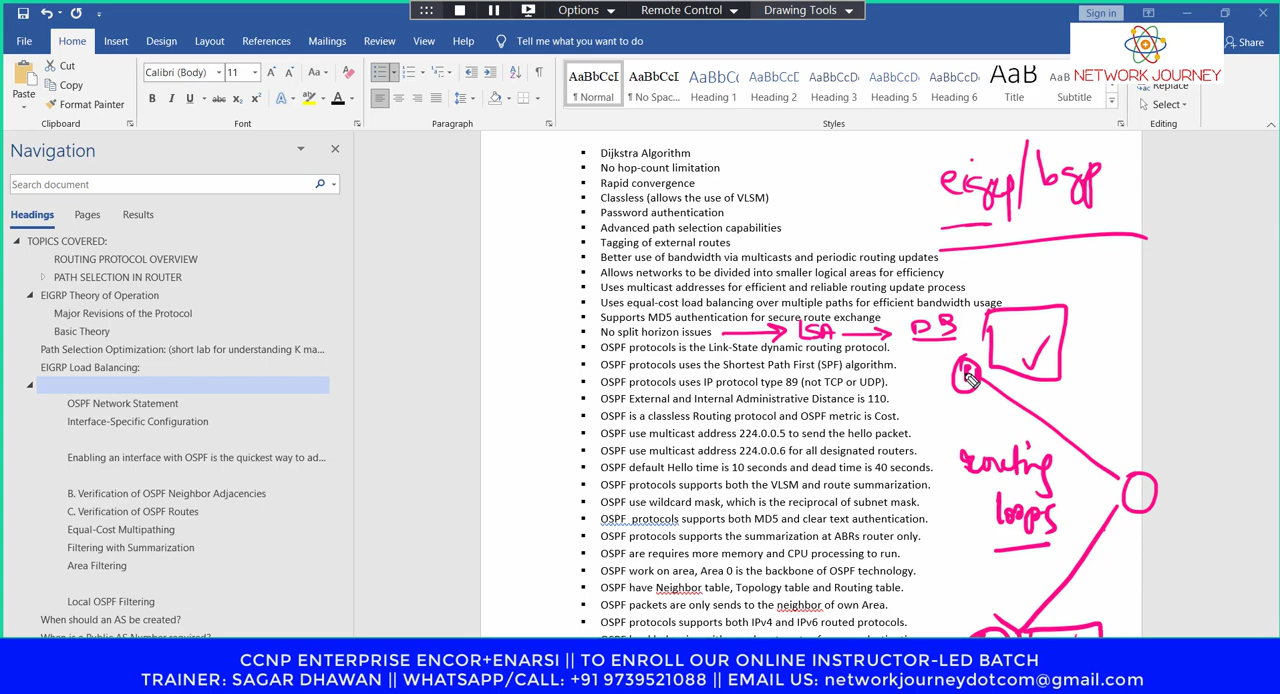 Options
Remote Control
Drawing Tools
Sign in
File
Home
Insert
Design
Layout
References
Mailings
Review
View
Help
Tell me what you want to do
Share
NETWORK JOURNEY
Paste
Cut
Copy
Format Painter
Clipboard
Calibri (Body)
11
Font
Paragraph
AaBbCcDc
¶ Normal
¶ No Spac...
Heading 1
Heading 2
Heading 3
Heading 4
Heading 5
Heading 6
Title
Subtitle
Styles
Replace
Select
Editing
Navigation
Search document
Headings
Pages
Results
TOPICS COVERED:
ROUTING PROTOCOL OVERVIEW
PATH SELECTION IN ROUTER
EIGRP Theory of Operation
Major Revisions of the Protocol
Basic Theory
Path Selection Optimization: (short lab for understanding K ma...
EIGRP Load Balancing:
OSPF Network Statement
Interface-Specific Configuration
Enabling an interface with OSPF is the quickest way to ad...
B. Verification of OSPF Neighbor Adjacencies
C. Verification of OSPF Routes
Equal-Cost Multipathing
Filtering with Summarization
Area Filtering
Local OSPF Filtering
When should an AS be created?
When is a Public AS Number required?
Dijkstra Algorithm
No hop-count limitation
Rapid convergence
Classless (allows the use of VLSM)
Password authentication
Advanced path selection capabilities
Tagging of external routes
Better use of bandwidth via multicasts and periodic routing updates
Allows networks to be divided into smaller logical areas for efficiency
Uses multicast addresses for efficient and reliable routing update process
Uses equal-cost load balancing over multiple paths for efficient bandwidth usage
Supports MD5 authentication for secure route exchange
No split horizon issues
OSPF protocols is the Link-State dynamic routing protocol.
OSPF protocols uses the Shortest Path First (SPF) algorithm.
OSPF protocols uses IP protocol type 89 (not TCP or UDP).
OSPF External and Internal Administrative Distance is 110.
OSPF is a classless Routing protocol and OSPF metric is Cost.
OSPF use multicast address 224.0.0.5 to send the hello packet.
OSPF use multicast address 224.0.0.6 for all designated routers.
OSPF default Hello time is 10 seconds and dead time is 40 seconds.
OSPF protocols supports both the VLSM and route summarization.
OSPF use wildcard mask, which is the reciprocal of subnet mask.
OSPF protocols supports both MD5 and clear text authentication.
OSPF protocols supports the summarization at ABRs router only.
OSPF are requires more memory and CPU processing to run.
OSPF work on area, Area 0 is the backbone of OSPF technology.
OSPF have Neighbor table, Topology table and Routing table.
OSPF packets are only sends to the neighbor of own Area.
OSPF protocols supports both IPv4 and IPv6 routed protocols.
eigrp/bgp
LSA DB
routing
loops
CCNP ENTERPRISE ENCOR+ENARSI || TO ENROLL OUR ONLINE INSTRUCTOR-LED BATCH
TRAINER: SAGAR DHAWAN || WHATSAPP/CALL: +91 9739521088 || EMAIL US: networkjourneydotcom@gmail.com